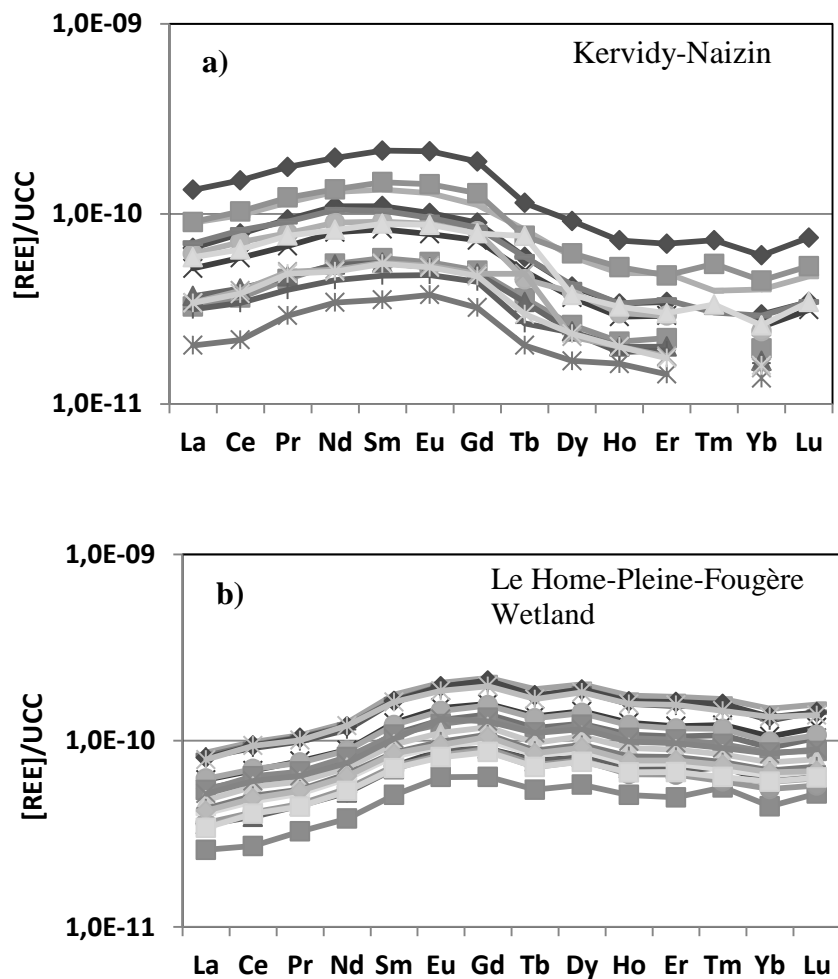 1,0E-09
a)
Kervidy-Naizin
1,0E-10
[REE]/UCC
1,0E-11
La Ce Pr Nd Sm Eu Gd Tb Dy Ho Er Tm Yb Lu
1,0E-09
b)
Le Home-Pleine-Fougère
Wetland
1,0E-10
[REE]/UCC
1,0E-11
La Ce Pr Nd Sm Eu Gd Tb Dy Ho Er Tm Yb Lu